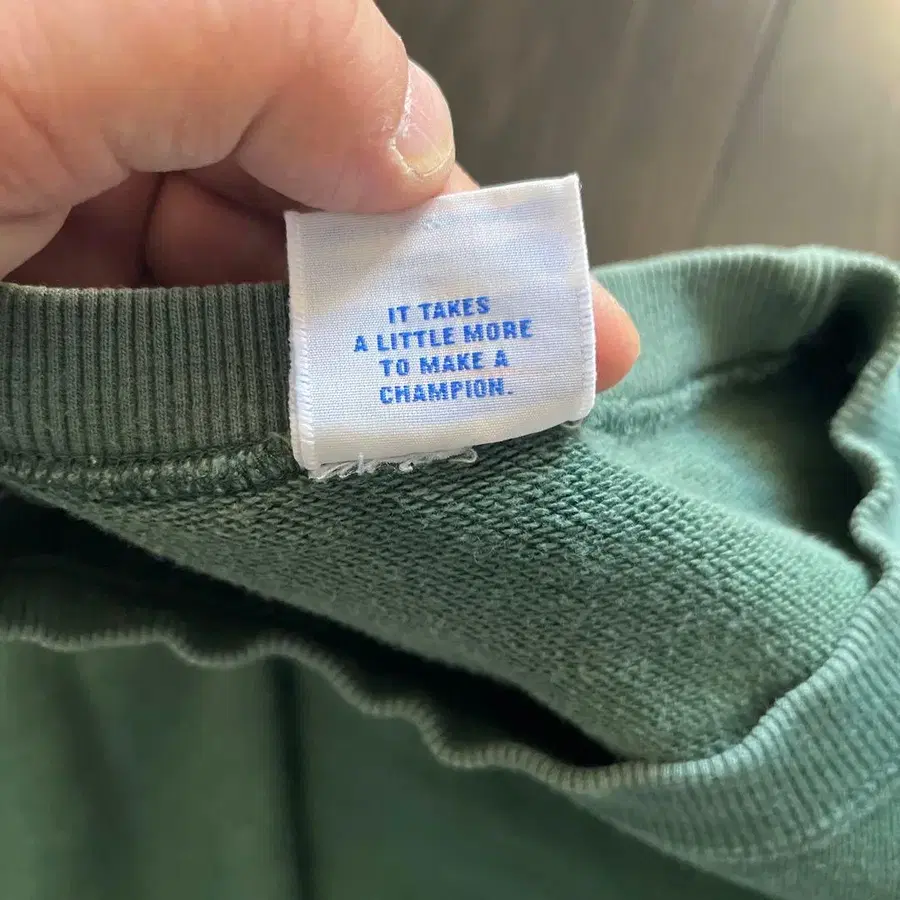 IT TAKES
A LITTLE MORE
TO MAKE A
CHAMPION.